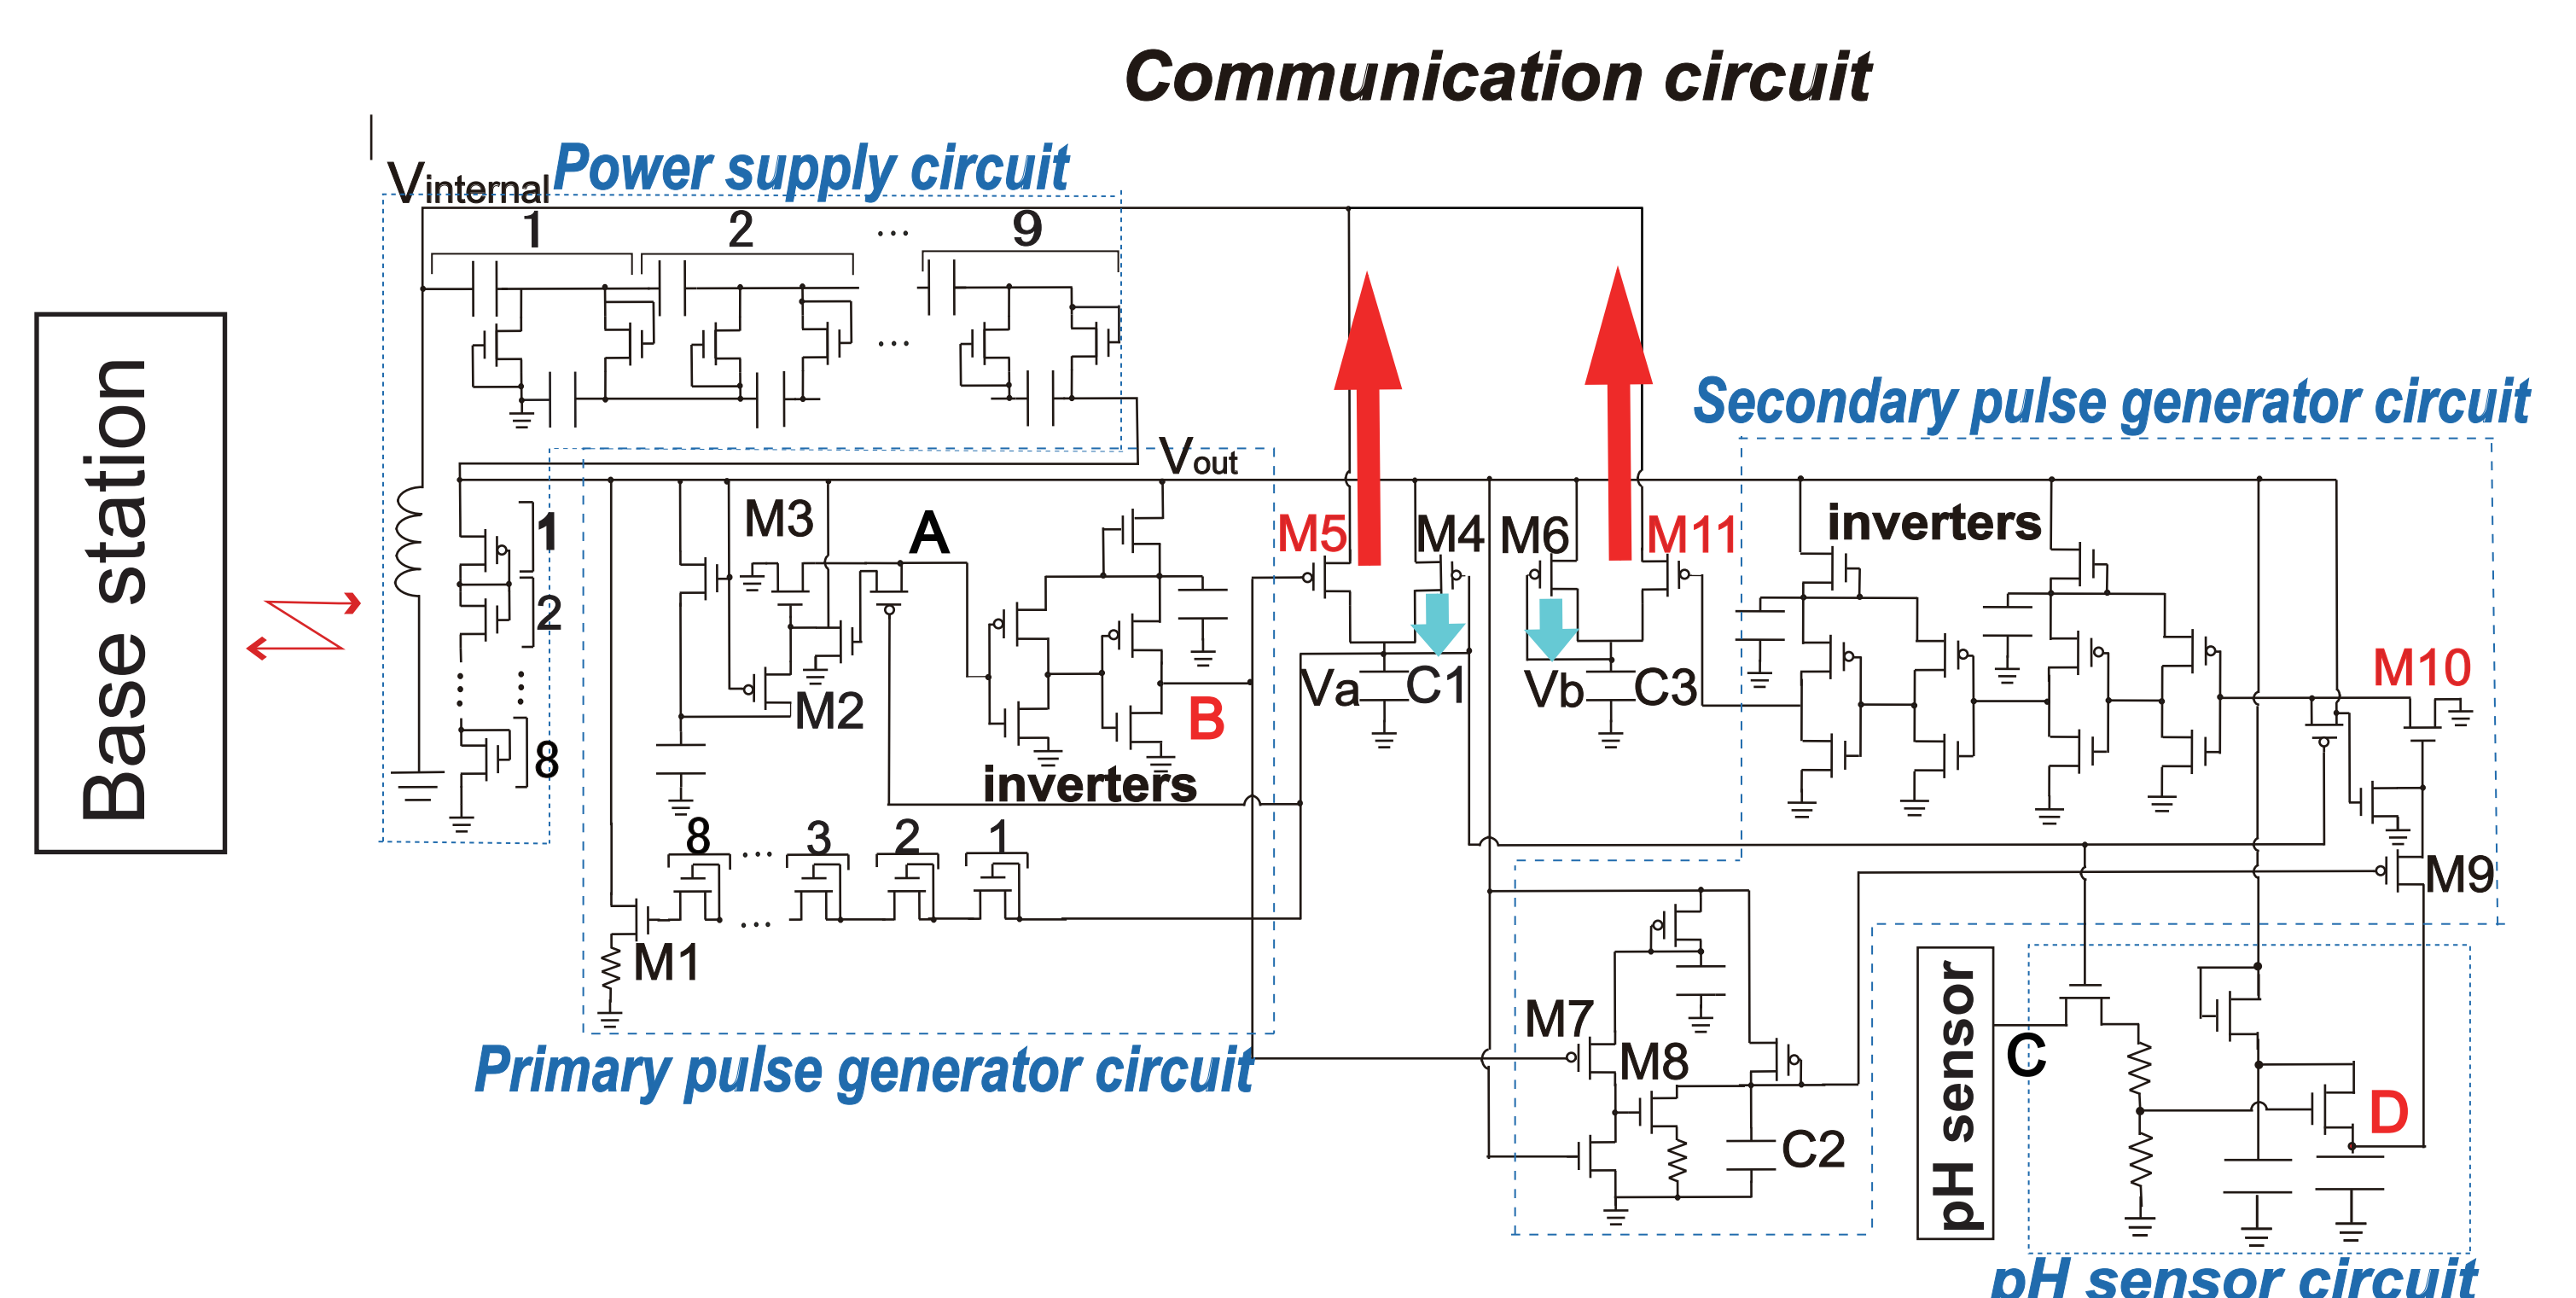 Communication circuit
Power supply circuit
Vinternal
1
2
...
9
...
Base station
Secondary pulse generator circuit
Vout
1
2
8
M3
A
M5
M4
M6
M11
inverters
M2
B
Va
C1
Vb
C3
M10
inverters
8
...
3
2
1
...
M1
M9
Primary pulse generator circuit
M7
M8
C2
pH sensor
C
D
pH sensor circuit